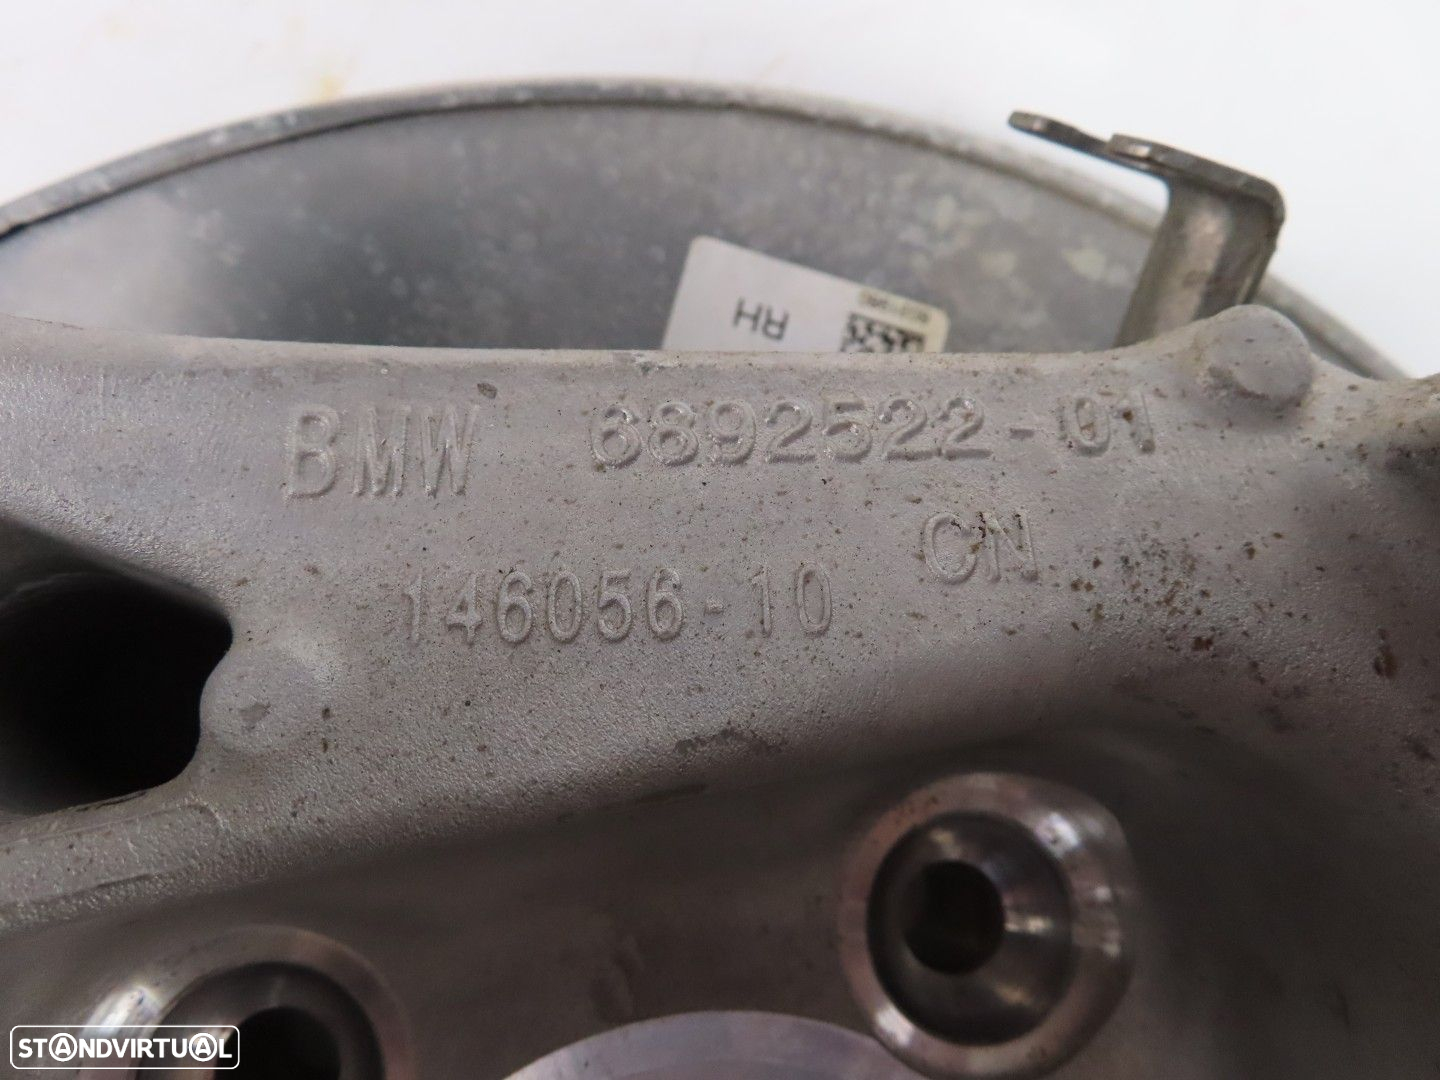 RH
BMW 6892522-01
CN
146056-10
STANDVIRTUAL